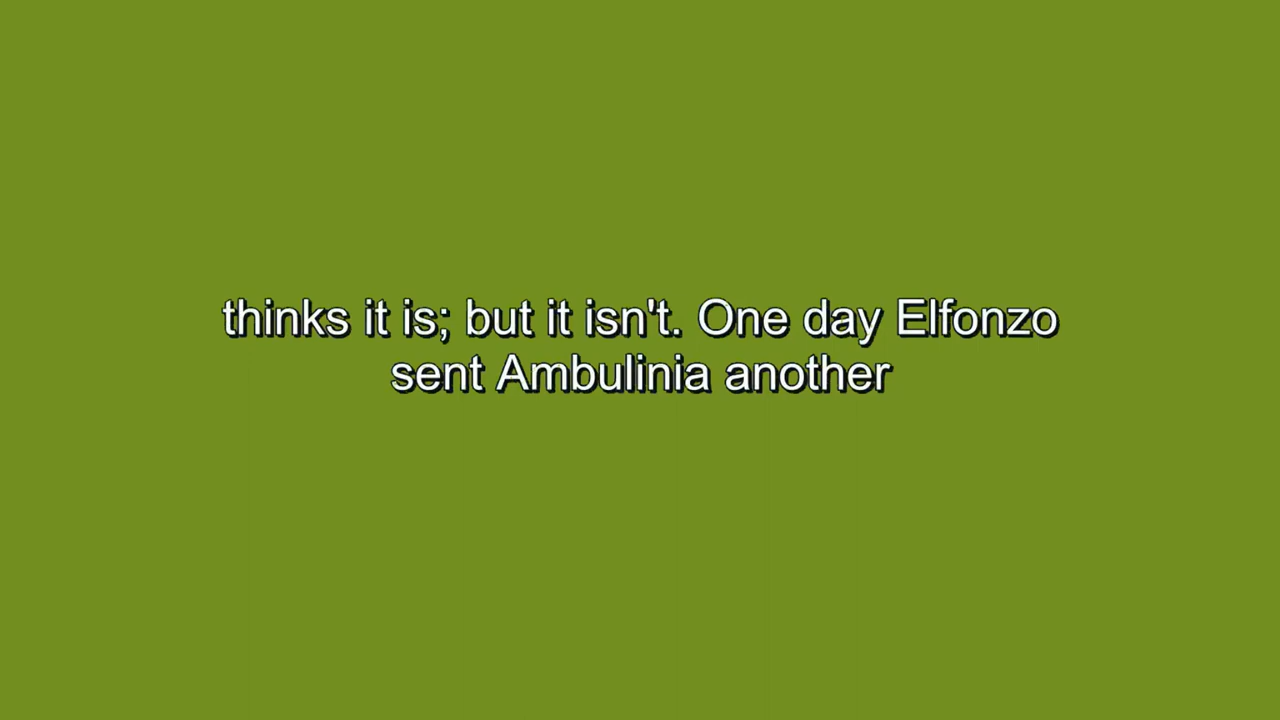 thinks it is; but it isn't. One day Elfonzo
sent Ambulinia another